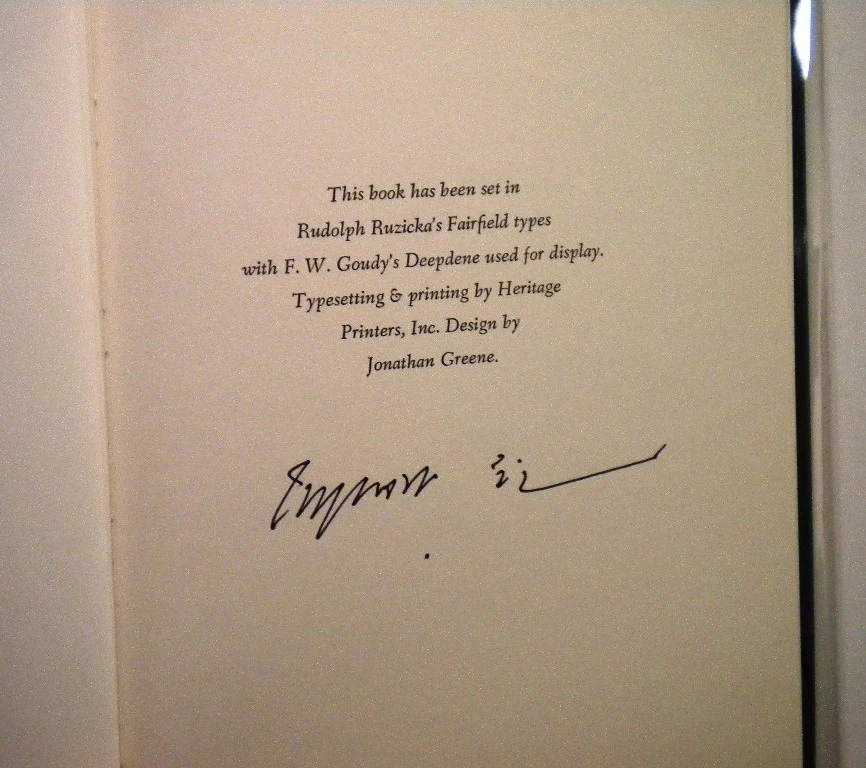 This book has been set in
Rudolph Ruzicka's Fairfield types
with F. W. Goudy's Deepdene used for display.
Typesetting & printing by Heritage
Printers, Inc. Design by
Jonathan Greene.